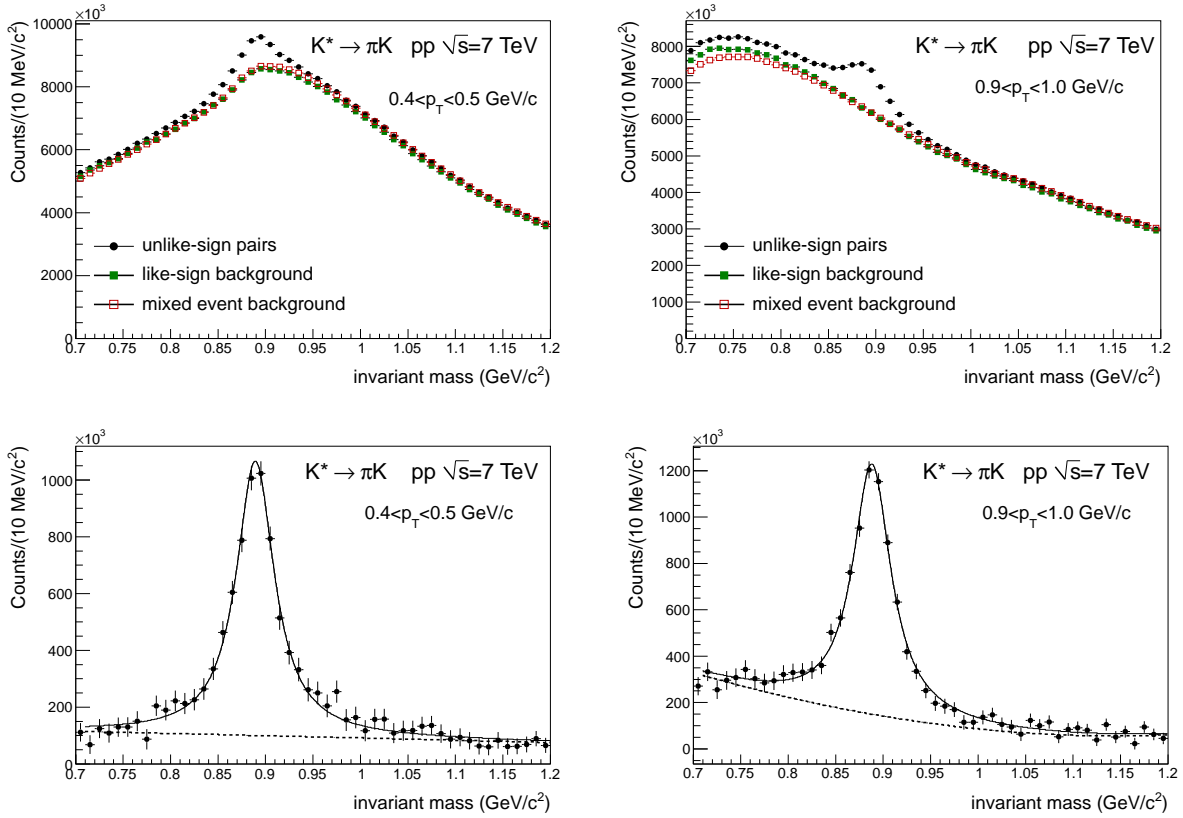 ×10³
K* → πK pp √s=7 TeV
0.4<p_T<0.5 GeV/c
Counts/(10 MeV/c²)
10000
8000
6000
4000
2000
0
unlike-sign pairs
like-sign background
mixed event background
0.7 0.75 0.8 0.85 0.9 0.95 1 1.05 1.1 1.15 1.2
invariant mass (GeV/c²)
×10³
K* → πK pp √s=7 TeV
0.9<p_T<1.0 GeV/c
Counts/(10 MeV/c²)
8000
7000
6000
5000
4000
3000
2000
1000
0
unlike-sign pairs
like-sign background
mixed event background
0.7 0.75 0.8 0.85 0.9 0.95 1 1.05 1.1 1.15 1.2
invariant mass (GeV/c²)
×10³
K* → πK pp √s=7 TeV
0.4<p_T<0.5 GeV/c
Counts/(10 MeV/c²)
1000
800
600
400
200
0
0.7 0.75 0.8 0.85 0.9 0.95 1 1.05 1.1 1.15 1.2
invariant mass (GeV/c²)
×10³
K* → πK pp √s=7 TeV
0.9<p_T<1.0 GeV/c
Counts/(10 MeV/c²)
1200
1000
800
600
400
200
0
0.7 0.75 0.8 0.85 0.9 0.95 1 1.05 1.1 1.15 1.2
invariant mass (GeV/c²)